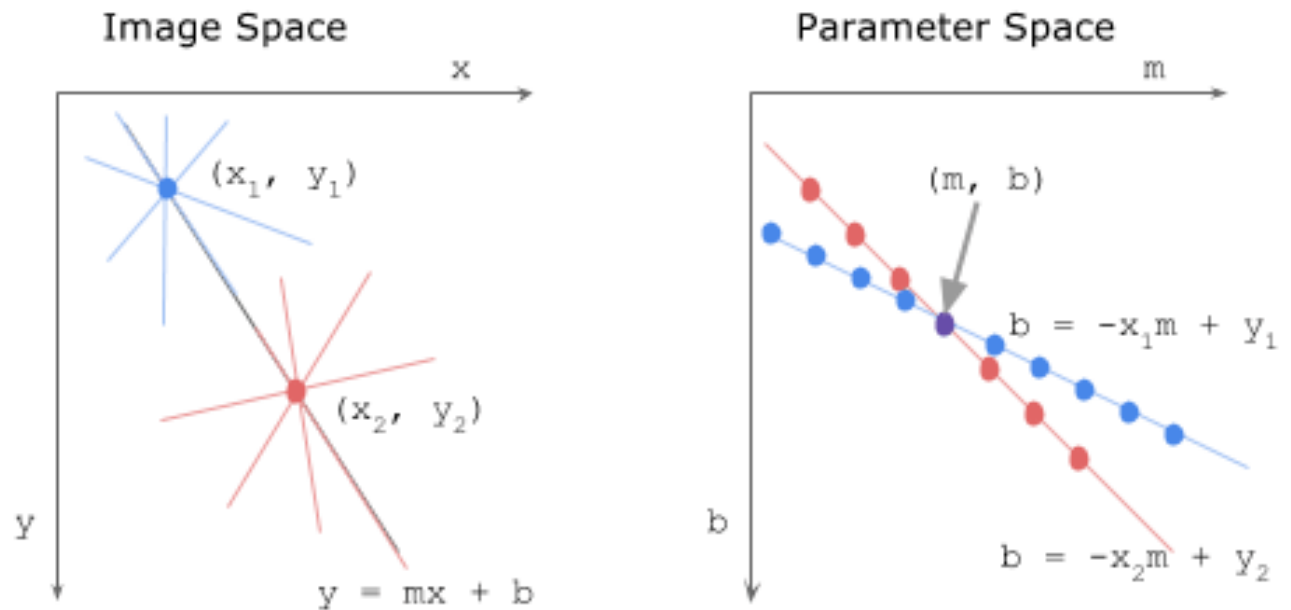 Image Space
x
(x₁, y₁)
(x₂, y₂)
y
y = mx + b
Parameter Space
m
(m, b)
b = -x₁m + y₁
b
b = -x₂m + y₂